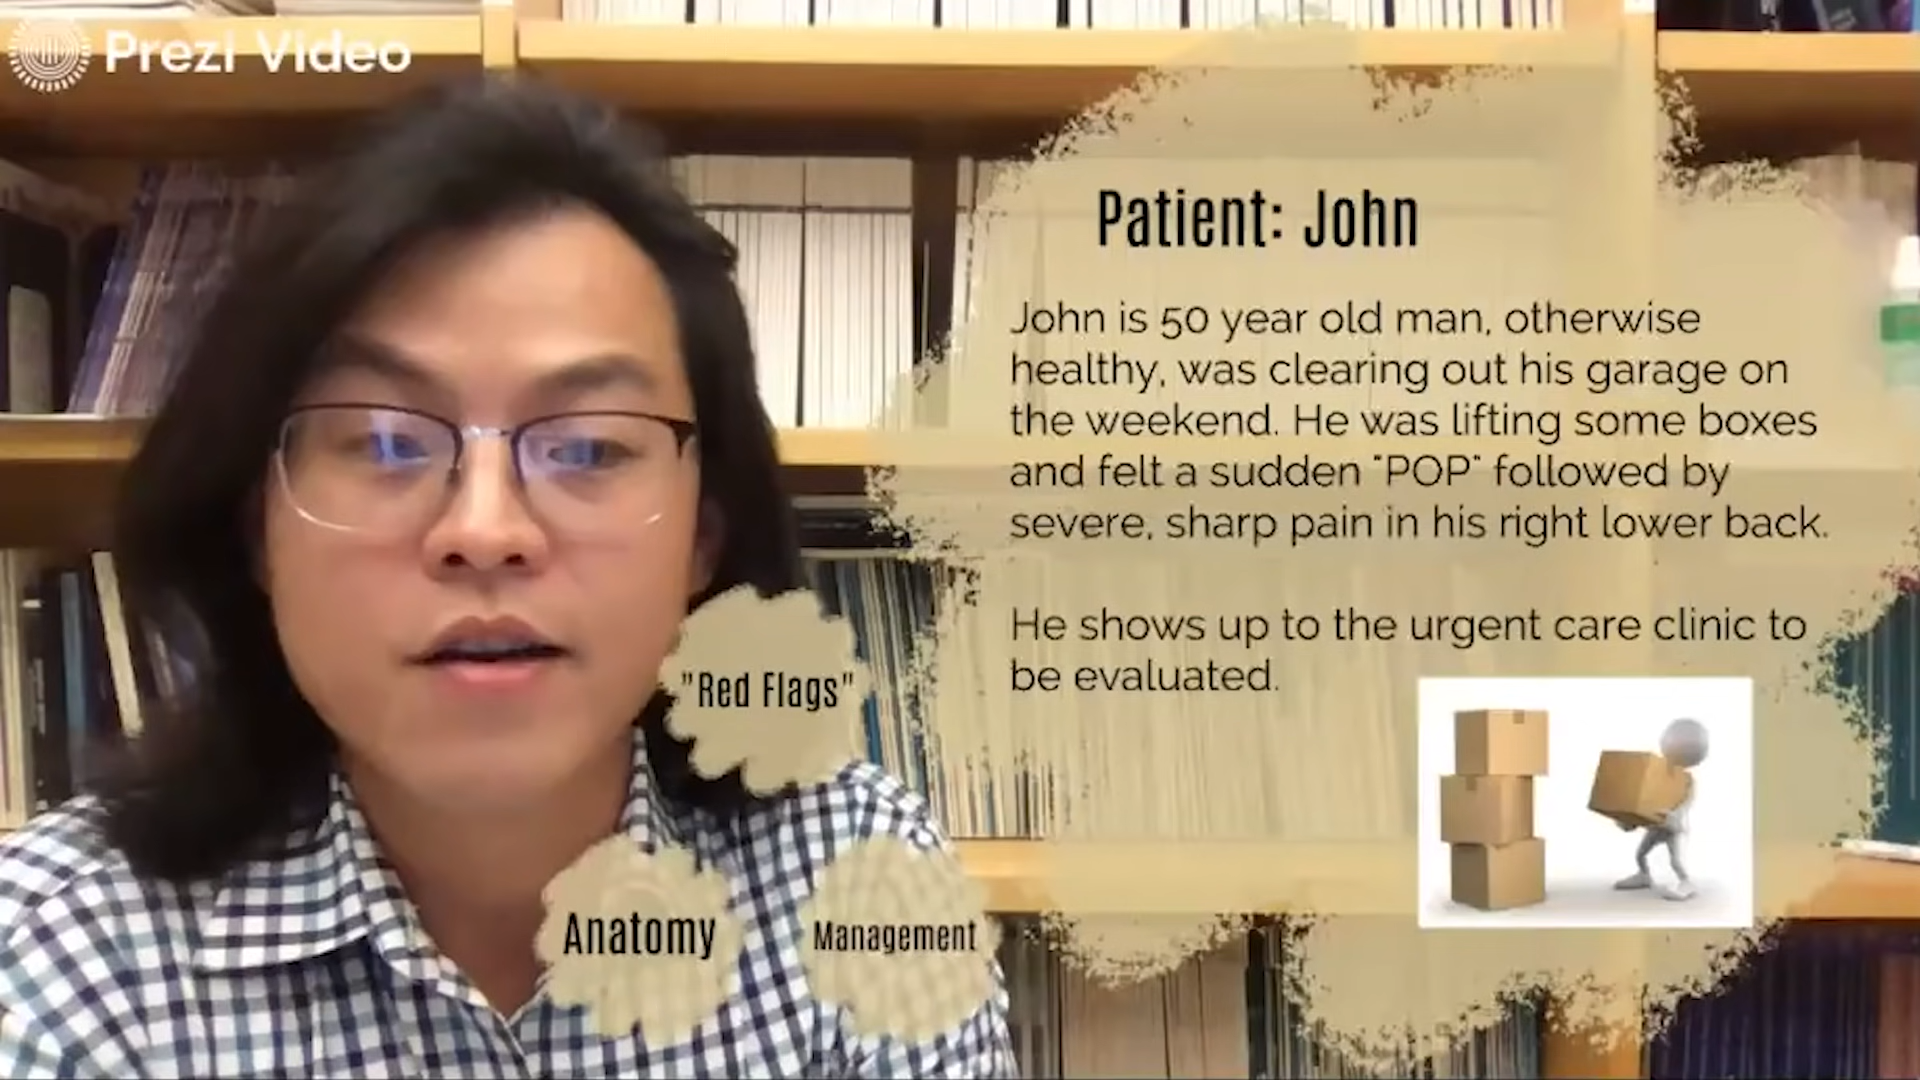 Prezi Video
Patient: John
John is 50 year old man, otherwise
healthy, was clearing out his garage on
the weekend. He was lifting some boxes
and felt a sudden "POP" followed by
severe, sharp pain in his right lower back.
He shows up to the urgent care clinic to
be evaluated.
"Red Flags"
Anatomy
Management